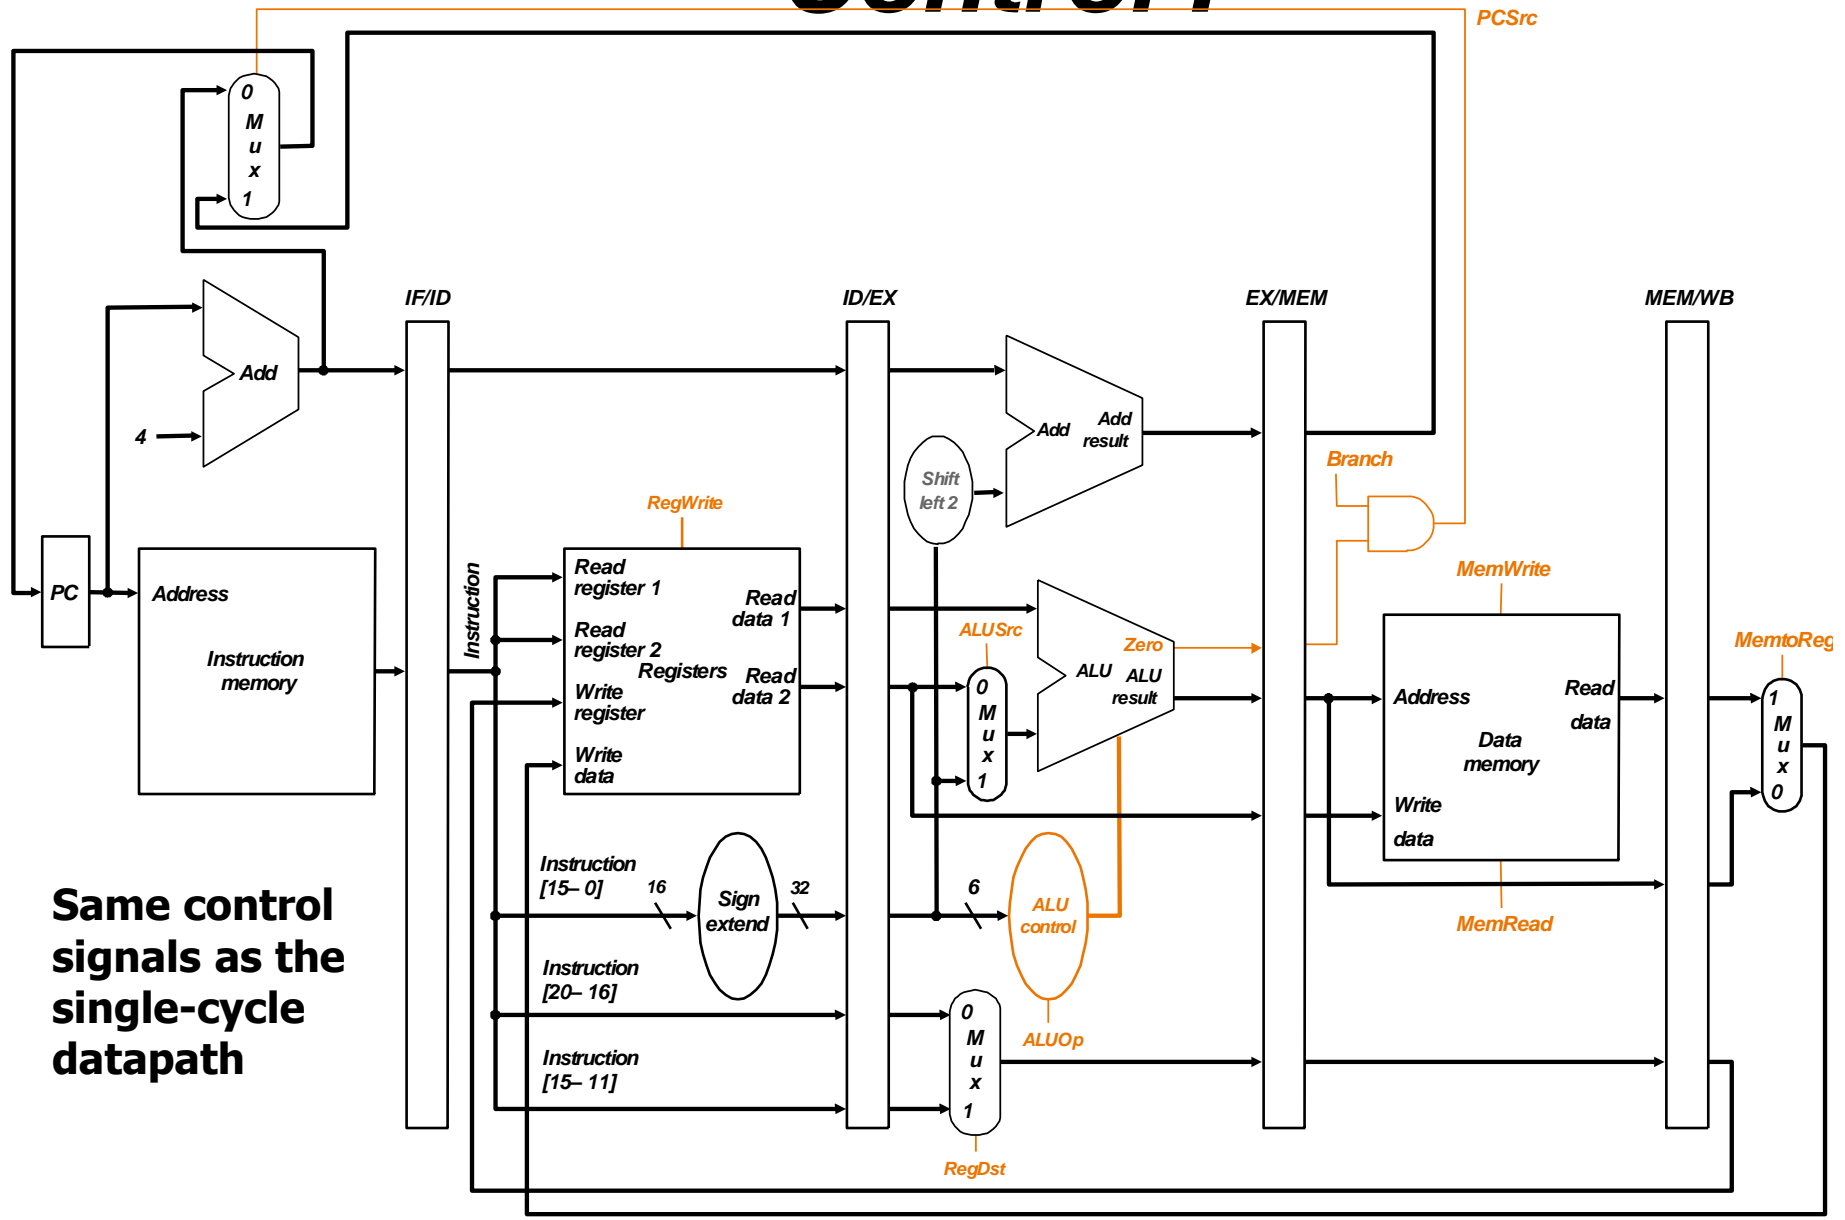 PCSrc
0
M
u
x
1
IF/ID
ID/EX
EX/MEM
MEM/WB
Add
4
Add
Add
result
Shift
left 2
Branch
RegWrite
PC
Address
Instruction
memory
Instruction
Read
register 1
Read
register 2
Write
register
Write
data
Registers
Read
data 1
Read
data 2
ALUSrc
0
M
u
x
1
Zero
ALU
ALU
result
MemWrite
Address
Read
data
Data
memory
Write
data
MemRead
MemtoReg
1
M
u
x
0
Instruction
[15– 0]
16
Sign
extend
32
6
ALU
control
ALUOp
Instruction
[20– 16]
Instruction
[15– 11]
0
M
u
x
1
RegDst
Same control
signals as the
single-cycle
datapath